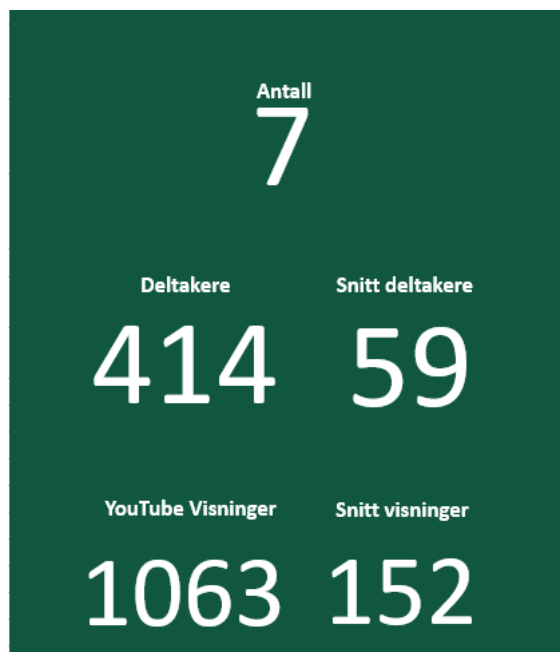 Antall
7
Deltakere Snitt deltakere
414 59
YouTube Visninger Snitt visninger
1063 152